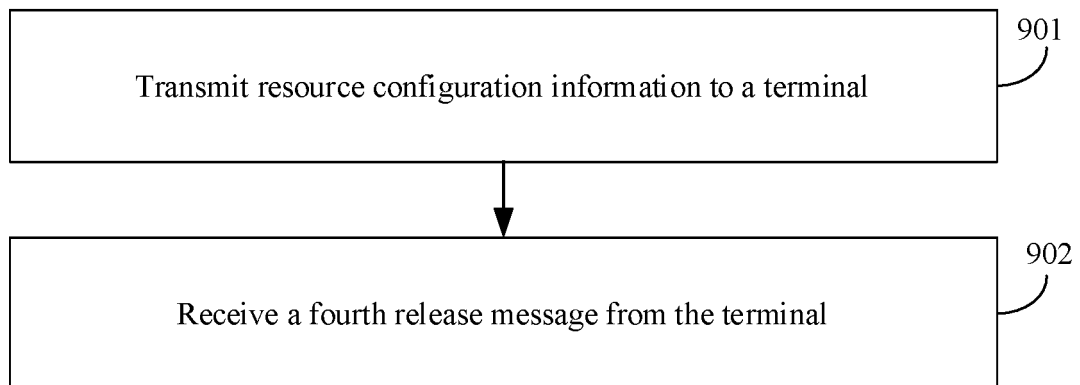 901
Transmit resource configuration information to a terminal
902
Receive a fourth release message from the terminal